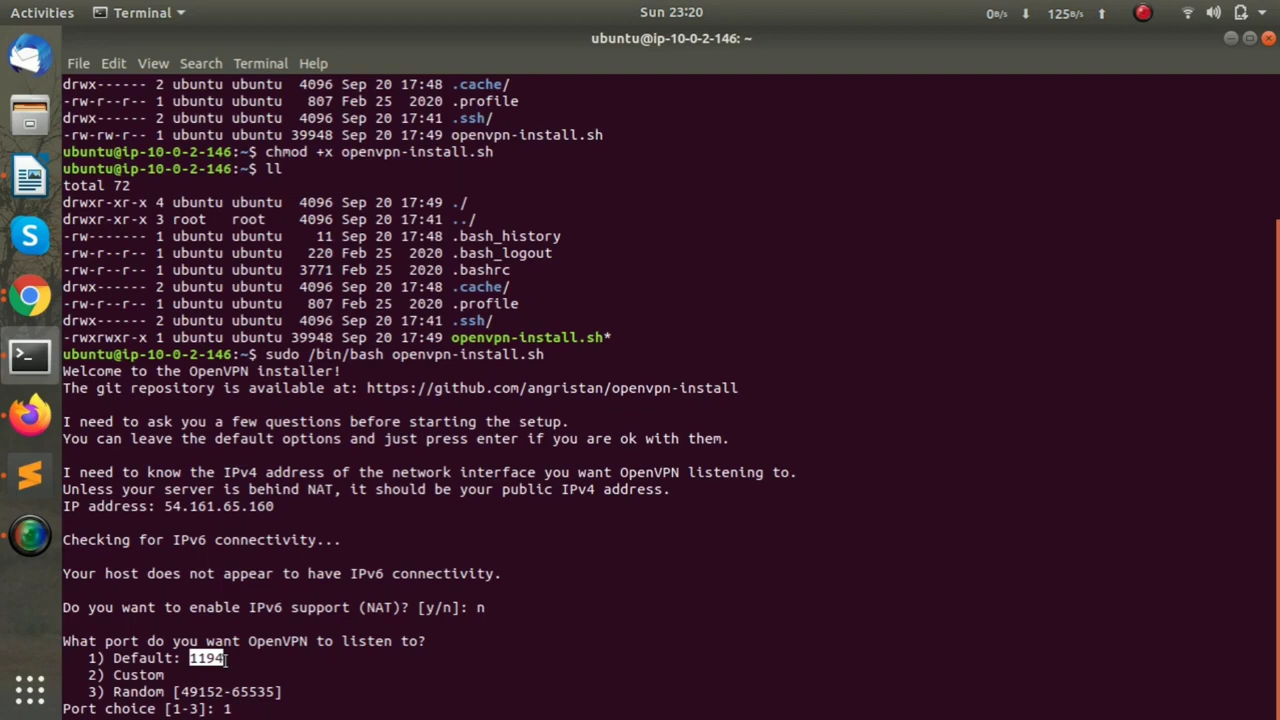 Activities Terminal Sun 23:20 0B/s 125B/s
ubuntu@ip-10-0-2-146: ~
File Edit View Search Terminal Help
drwx------ 2 ubuntu ubuntu 4096 Sep 20 17:48 .cache/
-rw-r--r-- 1 ubuntu ubuntu 807 Feb 25 2020 .profile
drwx------ 2 ubuntu ubuntu 4096 Sep 20 17:41 .ssh/
-rw-rw-r-- 1 ubuntu ubuntu 39948 Sep 20 17:49 openvpn-install.sh
ubuntu@ip-10-0-2-146:~$ chmod +x openvpn-install.sh
ubuntu@ip-10-0-2-146:~$ ll
total 72
drwxr-xr-x 4 ubuntu ubuntu 4096 Sep 20 17:49 ./
drwxr-xr-x 3 root root 4096 Sep 20 17:41 ../
-rw------- 1 ubuntu ubuntu 11 Sep 20 17:48 .bash_history
-rw-r--r-- 1 ubuntu ubuntu 220 Feb 25 2020 .bash_logout
-rw-r--r-- 1 ubuntu ubuntu 3771 Feb 25 2020 .bashrc
drwx------ 2 ubuntu ubuntu 4096 Sep 20 17:48 .cache/
-rw-r--r-- 1 ubuntu ubuntu 807 Feb 25 2020 .profile
drwx------ 2 ubuntu ubuntu 4096 Sep 20 17:41 .ssh/
-rwxrwxr-x 1 ubuntu ubuntu 39948 Sep 20 17:49 openvpn-install.sh*
ubuntu@ip-10-0-2-146:~$ sudo /bin/bash openvpn-install.sh
Welcome to the OpenVPN installer!
The git repository is available at: https://github.com/angristan/openvpn-install
I need to ask you a few questions before starting the setup.
You can leave the default options and just press enter if you are ok with them.
I need to know the IPv4 address of the network interface you want OpenVPN listening to.
Unless your server is behind NAT, it should be your public IPv4 address.
IP address: 54.161.65.160
Checking for IPv6 connectivity...
Your host does not appear to have IPv6 connectivity.
Do you want to enable IPv6 support (NAT)? [y/n]: n
What port do you want OpenVPN to listen to?
1) Default: 1194
2) Custom
3) Random [49152-65535]
Port choice [1-3]: 1